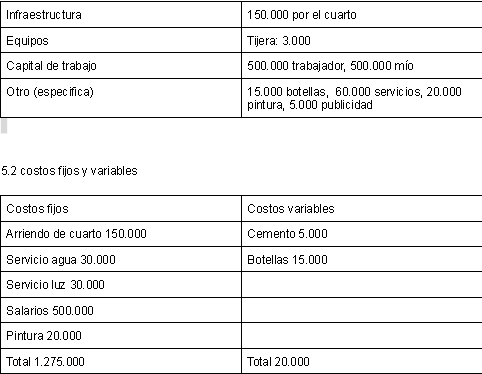 Infraestructura 150.000 por el cuarto
Equipos Tijera: 3.000
Capital de trabajo 500.000 trabajador, 500.000 mío
Otro (especifica) 15.000 botellas, 60.000 servicios, 20.000
pintura, 5.000 publicidad
5.2 costos fijos y variables
Costos fijos Costos variables
Arriendo de cuarto 150.000 Cemento 5.000
Servicio agua 30.000 Botellas 15.000
Servicio luz 30.000
Salarios 500.000
Pintura 20.000
Total 1.275.000 Total 20.000